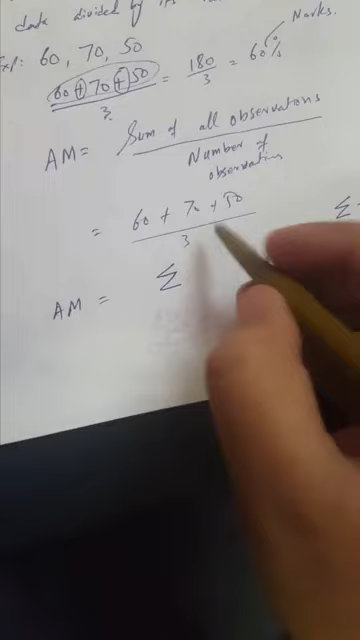 data divided by
Exp: 60, 70, 50
Marks.
60 + 70 + 50 / 3 = 180 / 3 = 60%
AM = Sum of all observations / Number of observations
= 60 + 70 + 50 / 3
Σ
AM = Σ